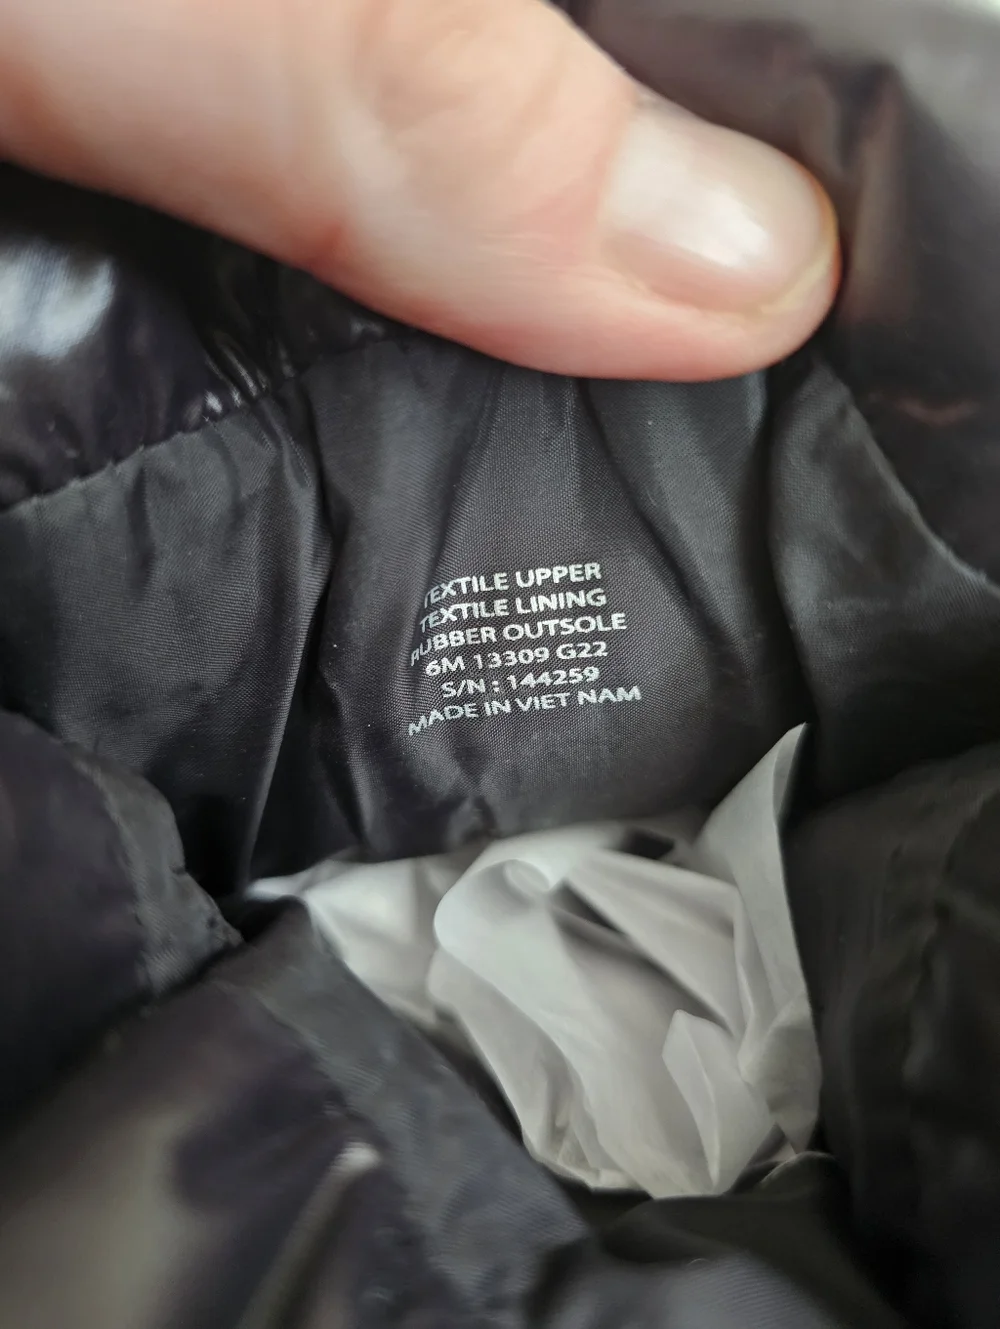 TEXTILE UPPER
TEXTILE LINING
RUBBER OUTSOLE
6M 13309 G22
S/N : 144259
MADE IN VIET NAM